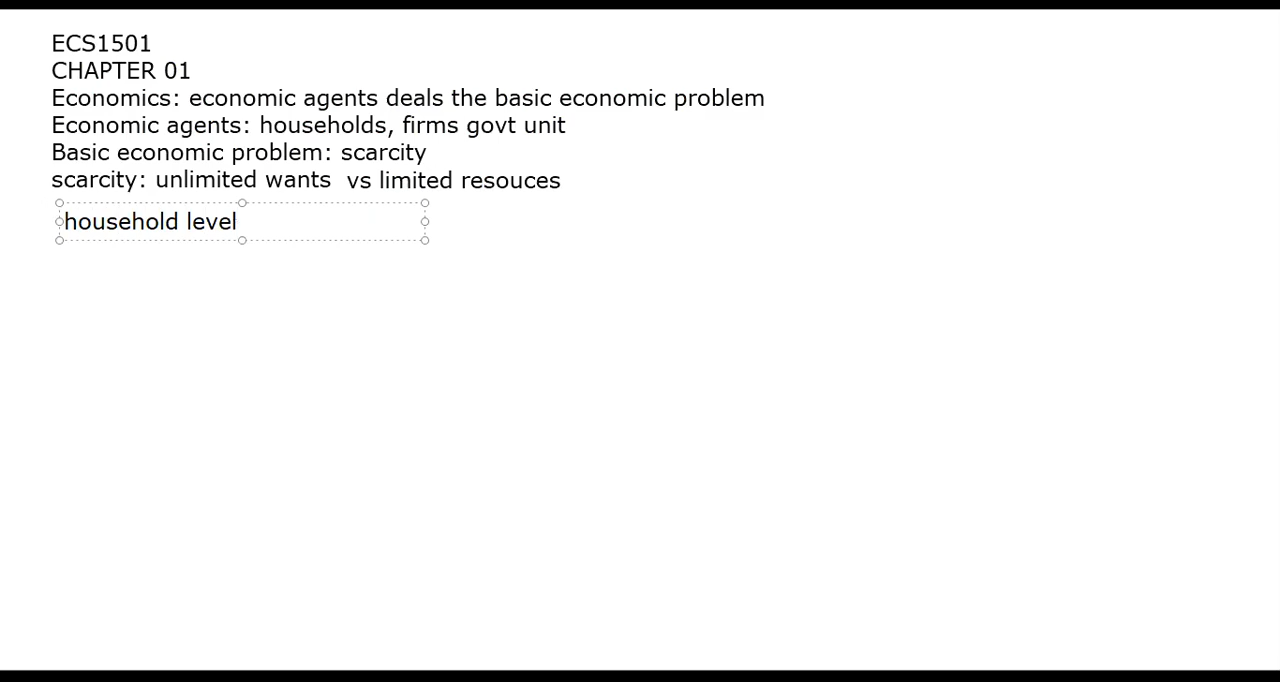 ECS1501
CHAPTER 01
Economics: economic agents deals the basic economic problem
Economic agents: households, firms govt unit
Basic economic problem: scarcity
scarcity: unlimited wants vs limited resouces
household level